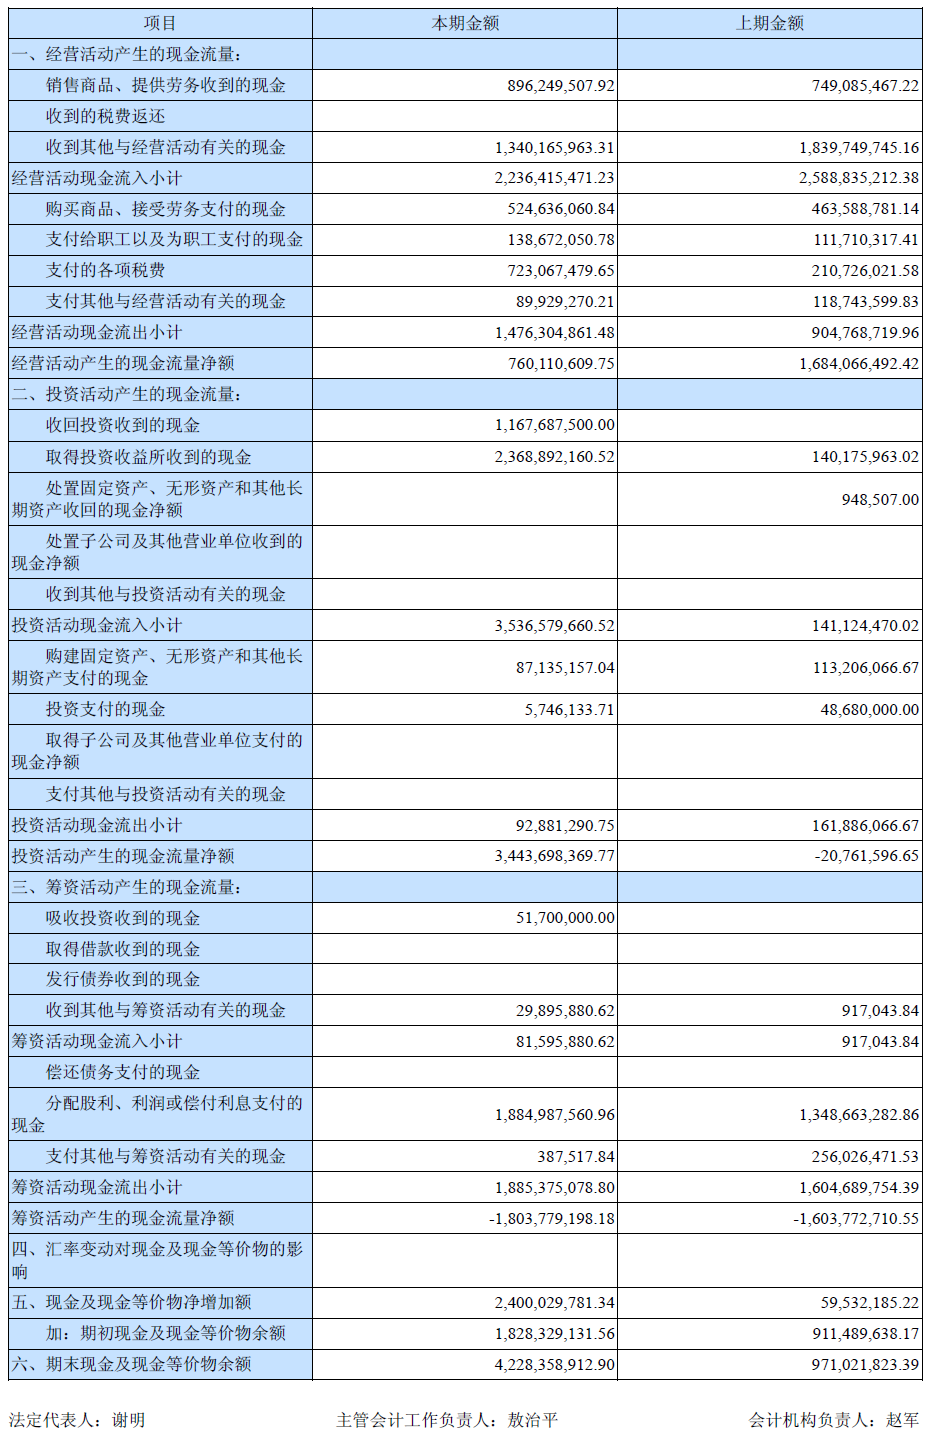 项目 本期金额 上期金额
一、经营活动产生的现金流量：
销售商品、提供劳务收到的现金 896,249,507.92 749,085,467.22
收到的税费返还
收到其他与经营活动有关的现金 1,340,165,963.31 1,839,749,745.16
经营活动现金流入小计 2,236,415,471.23 2,588,835,212.38
购买商品、接受劳务支付的现金 524,636,060.84 463,588,781.14
支付给职工以及为职工支付的现金 138,672,050.78 111,710,317.41
支付的各项税费 723,067,479.65 210,726,021.58
支付其他与经营活动有关的现金 89,929,270.21 118,743,599.83
经营活动现金流出小计 1,476,304,861.48 904,768,719.96
经营活动产生的现金流量净额 760,110,609.75 1,684,066,492.42
二、投资活动产生的现金流量：
收回投资收到的现金 1,167,687,500.00
取得投资收益所收到的现金 2,368,892,160.52 140,175,963.02
处置固定资产、无形资产和其他长
期资产收回的现金净额 948,507.00
处置子公司及其他营业单位收到的
现金净额
收到其他与投资活动有关的现金
投资活动现金流入小计 3,536,579,660.52 141,124,470.02
购建固定资产、无形资产和其他长
期资产支付的现金 87,135,157.04 113,206,066.67
投资支付的现金 5,746,133.71 48,680,000.00
取得子公司及其他营业单位支付的
现金净额
支付其他与投资活动有关的现金
投资活动现金流出小计 92,881,290.75 161,886,066.67
投资活动产生的现金流量净额 3,443,698,369.77 -20,761,596.65
三、筹资活动产生的现金流量：
吸收投资收到的现金 51,700,000.00
取得借款收到的现金
发行债券收到的现金
收到其他与筹资活动有关的现金 29,895,880.62 917,043.84
筹资活动现金流入小计 81,595,880.62 917,043.84
偿还债务支付的现金
分配股利、利润或偿付利息支付的
现金 1,884,987,560.96 1,348,663,282.86
支付其他与筹资活动有关的现金 387,517.84 256,026,471.53
筹资活动现金流出小计 1,885,375,078.80 1,604,689,754.39
筹资活动产生的现金流量净额 -1,803,779,198.18 -1,603,772,710.55
四、汇率变动对现金及现金等价物的影
响
五、现金及现金等价物净增加额 2,400,029,781.34 59,532,185.22
加：期初现金及现金等价物余额 1,828,329,131.56 911,489,638.17
六、期末现金及现金等价物余额 4,228,358,912.90 971,021,823.39
法定代表人：谢明 主管会计工作负责人：敖治平 会计机构负责人：赵军